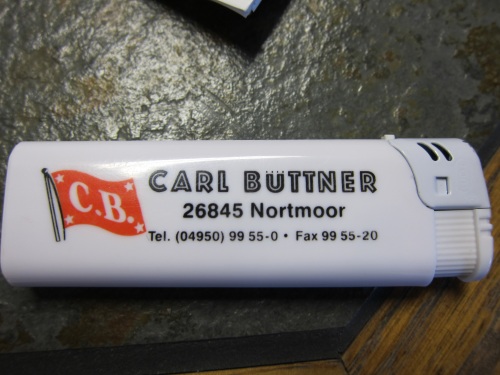 C.B.
CARL BÜTTNER
26845 Nortmoor
Tel. (04950) 99 55-0 • Fax 99 55-20